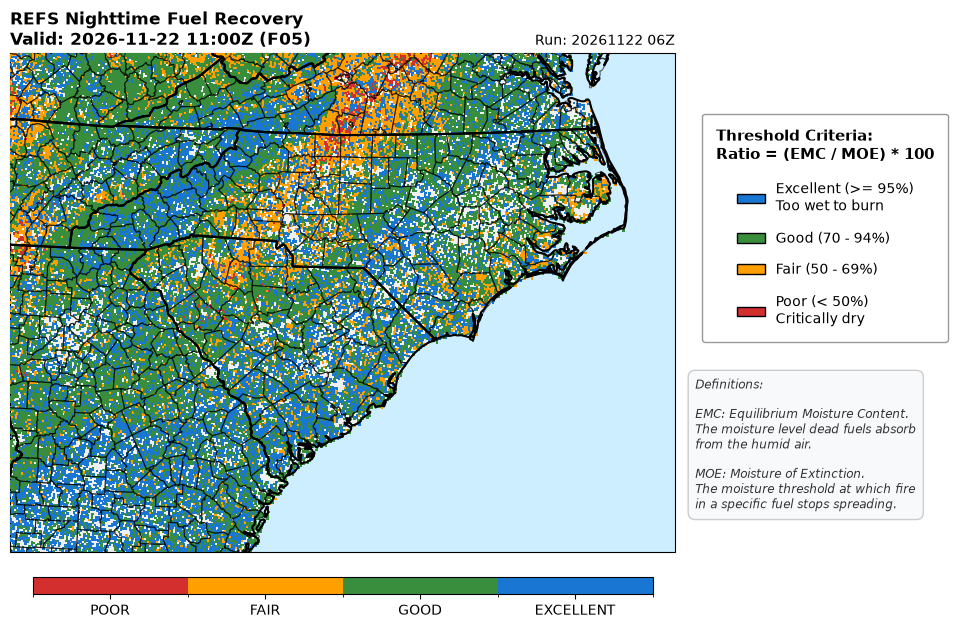 REFS Nighttime Fuel Recovery
Valid: 2026-11-22 11:00Z (F05)
Run: 20261122 06Z
Threshold Criteria:
Ratio = (EMC / MOE) * 100
Excellent (>= 95%)
Too wet to burn
Good (70 - 94%)
Fair (50 - 69%)
Poor (< 50%)
Critically dry
Definitions:
EMC: Equilibrium Moisture Content.
The moisture level dead fuels absorb
from the humid air.
MOE: Moisture of Extinction.
The moisture threshold at which fire
in a specific fuel stops spreading.
POOR
FAIR
GOOD
EXCELLENT